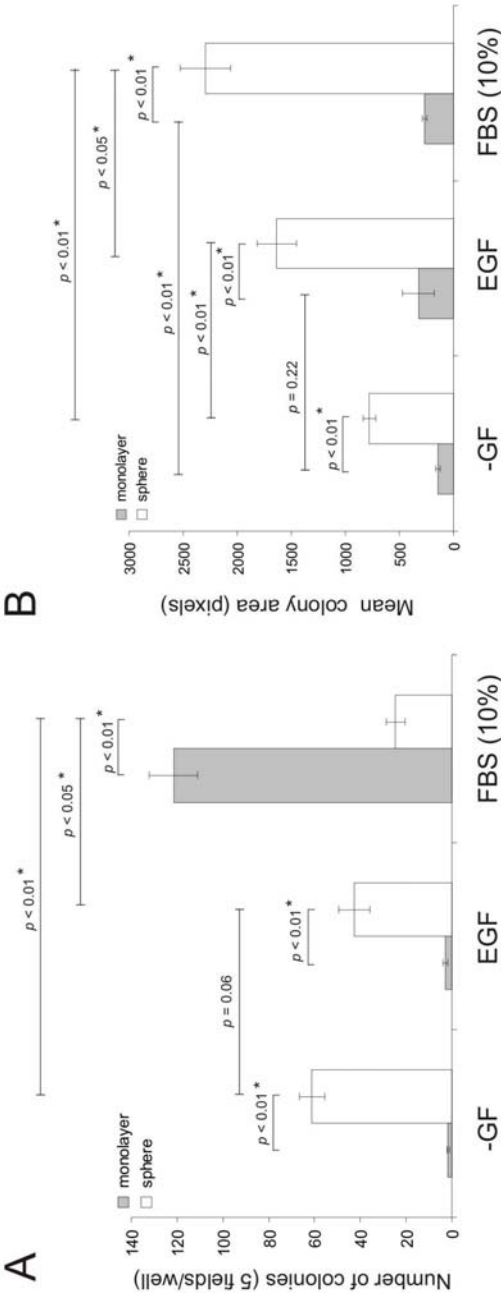 A
monolayer
sphere
Number of colonies (5 fields/well)
140
120
100
80
60
40
20
0
p < 0.01 *
p < 0.05 *
p < 0.01 *
p = 0.06
p < 0.01 *
p < 0.01 *
-GF
EGF
FBS (10%)
B
monolayer
sphere
Mean colony area (pixels)
3000
2500
2000
1500
1000
500
0
p < 0.01 *
p < 0.05 *
p < 0.01 *
p < 0.01 *
p < 0.01 *
p < 0.01 *
p = 0.22
p < 0.01 *
-GF
EGF
FBS (10%)